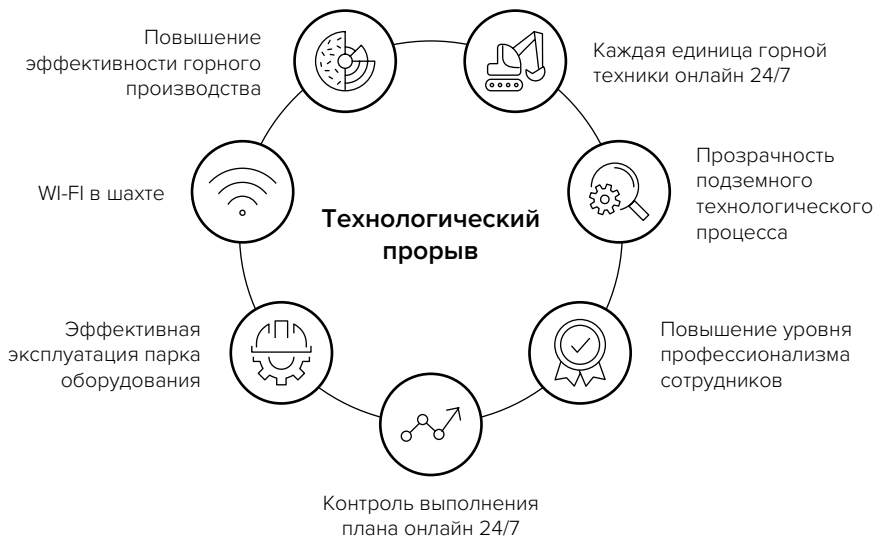 Повышение
эффективности горного
производства
Каждая единица горной
техники онлайн 24/7
WI-FI в шахте
Прозрачность
подземного
технологического
процесса
Технологический
прорыв
Эффективная
эксплуатация парка
оборудования
Повышение уровня
профессионализма
сотрудников
Контроль выполнения
плана онлайн 24/7